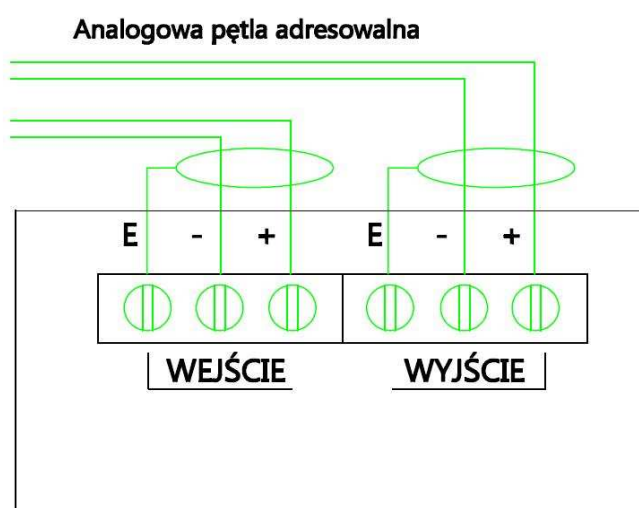 Analogowa pętla adresowalna
E - + E - +
WEJŚCIE WYJŚCIE